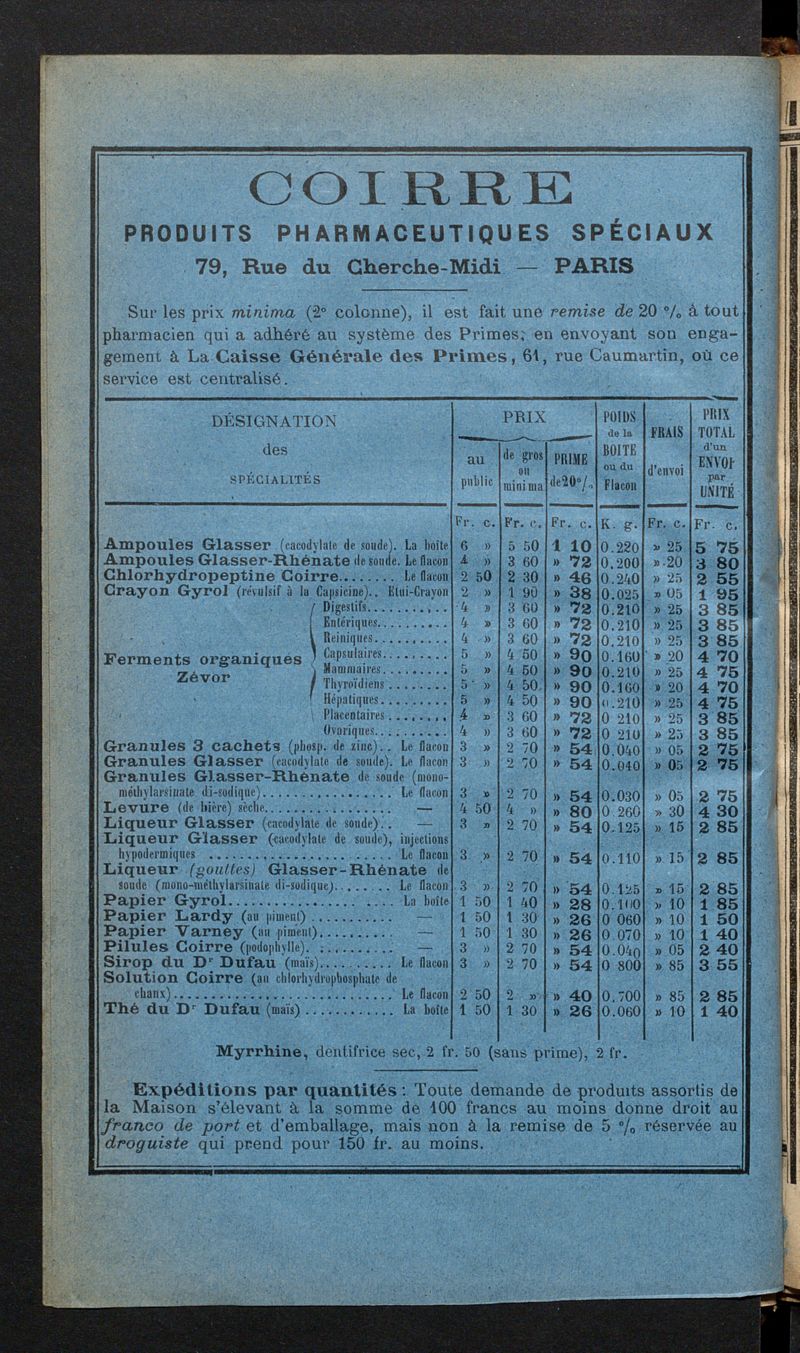 COIRRE
PRODUITS PHARMACEUTIQUES SPÉCIAUX
79, Rue du Cherche-Midi — PARIS
Sur les prix minima (2e colonne), il est fait une remise de 20 % à tout
pharmacien qui a adhéré au système des Primes, en envoyant son enga-
gement à La Caisse Générale des Primes, 61, rue Caumartin, où ce
service est centralisé.
DÉSIGNATION des SPÉCIALITÉS | PRIX au public | PRIX de gros ou minima | PRIME de 20 % | POIDS de la BOITE ou du Flacon | FRAIS d'envoi | PRIX TOTAL d'un ENVOI par UNITÉ
Fr. c. | Fr. c. | Fr. c. | K. g. | Fr. c. | Fr. c.
Ampoules Glasser (cacodylate de soude). La boîte 6 » 5 50 1 10 0.220 » 25 5 75
Ampoules Glasser-Rhénate de soude. Le flacon 4 » 3 60 » 72 0.200 » 20 3 80
Chlorhydropeptine Coirre........ Le flacon 2 50 2 30 » 46 0.240 » 25 2 55
Crayon Gyrol (révulsif à la Capsicine).. Etui-Crayon 2 » 1 90 » 38 0.025 » 05 1 95
Ferments organiques Zévor
Digestifs.......... 4 » 3 60 » 72 0.210 » 25 3 85
Entériques.......... 4 » 3 60 » 72 0.210 » 25 3 85
Reiniques.......... 4 » 3 60 » 72 0.210 » 25 3 85
Capsulaires......... 5 » 4 50 » 90 0.160 » 20 4 70
Mammaires......... 5 » 4 50 » 90 0.210 » 25 4 75
Thyroïdiens........ 5 » 4 50 » 90 0.160 » 20 4 70
Hépatiques......... 5 » 4 50 » 90 0.210 » 25 4 75
Placentaires........ 4 » 3 60 » 72 0 210 » 25 3 85
Ovariques.......... 4 » 3 60 » 72 0 210 » 25 3 85
Granules 3 cachets (phosp. de zinc).. Le flacon 3 » 2 70 » 54 0.040 » 05 2 75
Granules Glasser (cacodylate de soude). Le flacon 3 » 2 70 » 54 0.040 » 05 2 75
Granules Glasser-Rhénate de soude (mono-
méthylarsinate di-sodique)................ Le flacon 3 » 2 70 » 54 0.030 » 05 2 75
Levure (de bière) sèche................. — 4 50 4 » » 80 0 260 » 30 4 30
Liqueur Glasser (cacodylate de soude).. — 3 » 2 70 » 54 0.125 » 15 2 85
Liqueur Glasser (cacodylate de soude), injections
hypodermiques ........................ Le flacon 3 » 2 70 » 54 0.110 » 15 2 85
Liqueur (gouttes) Glasser-Rhénate de
soude (mono-méthylarsinate di-sodique)........ Le flacon 3 » 2 70 » 54 0.125 » 15 2 85
Papier Gyrol...................... La boîte 1 50 1 40 » 28 0.100 » 10 1 85
Papier Lardy (au piment) ........... — 1 50 1 30 » 26 0 060 » 10 1 50
Papier Varney (au piment).......... — 1 50 1 30 » 26 0 070 » 10 1 40
Pilules Coirre (podophylle). .......... — 3 » 2 70 » 54 0.040 » 05 2 40
Sirop du Dr Dufau (maïs).......... Le flacon 3 » 2 70 » 54 0 800 » 85 3 55
Solution Coirre (au chlorhydrophosphate de
chaux)............................. Le flacon 2 50 2 » » 40 0.700 » 85 2 85
Thé du Dr Dufau (maïs) ............ La boîte 1 50 1 30 » 26 0.060 » 10 1 40
Myrrhine, dentifrice sec, 2 fr. 50 (sans prime), 2 fr.
Expéditions par quantités : Toute demande de produits assortis de
la Maison s'élevant à la somme de 100 francs au moins donne droit au
franco de port et d'emballage, mais non à la remise de 5 % réservée au
droguiste qui prend pour 150 fr. au moins.